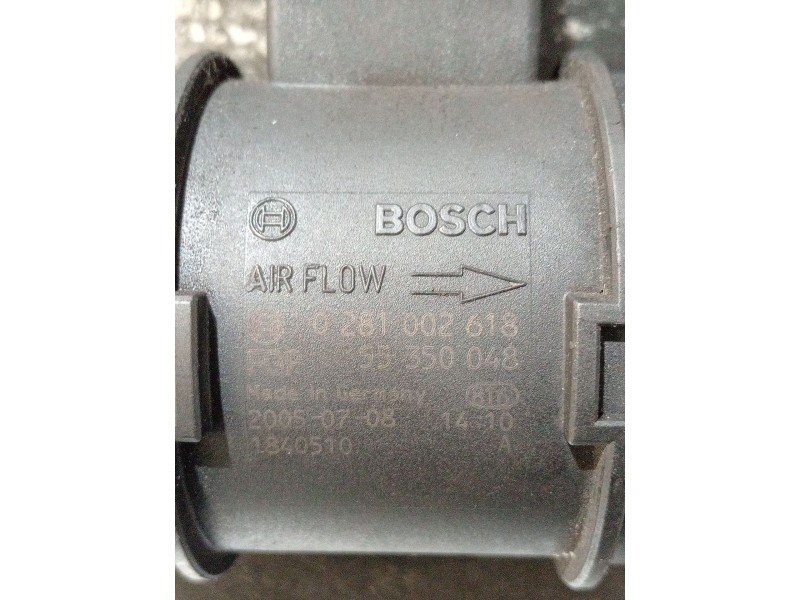 BOSCH
AIR FLOW
0 281 002 618
55 350 048
Made in Germany
2005-07-08 14:10
1840510 A